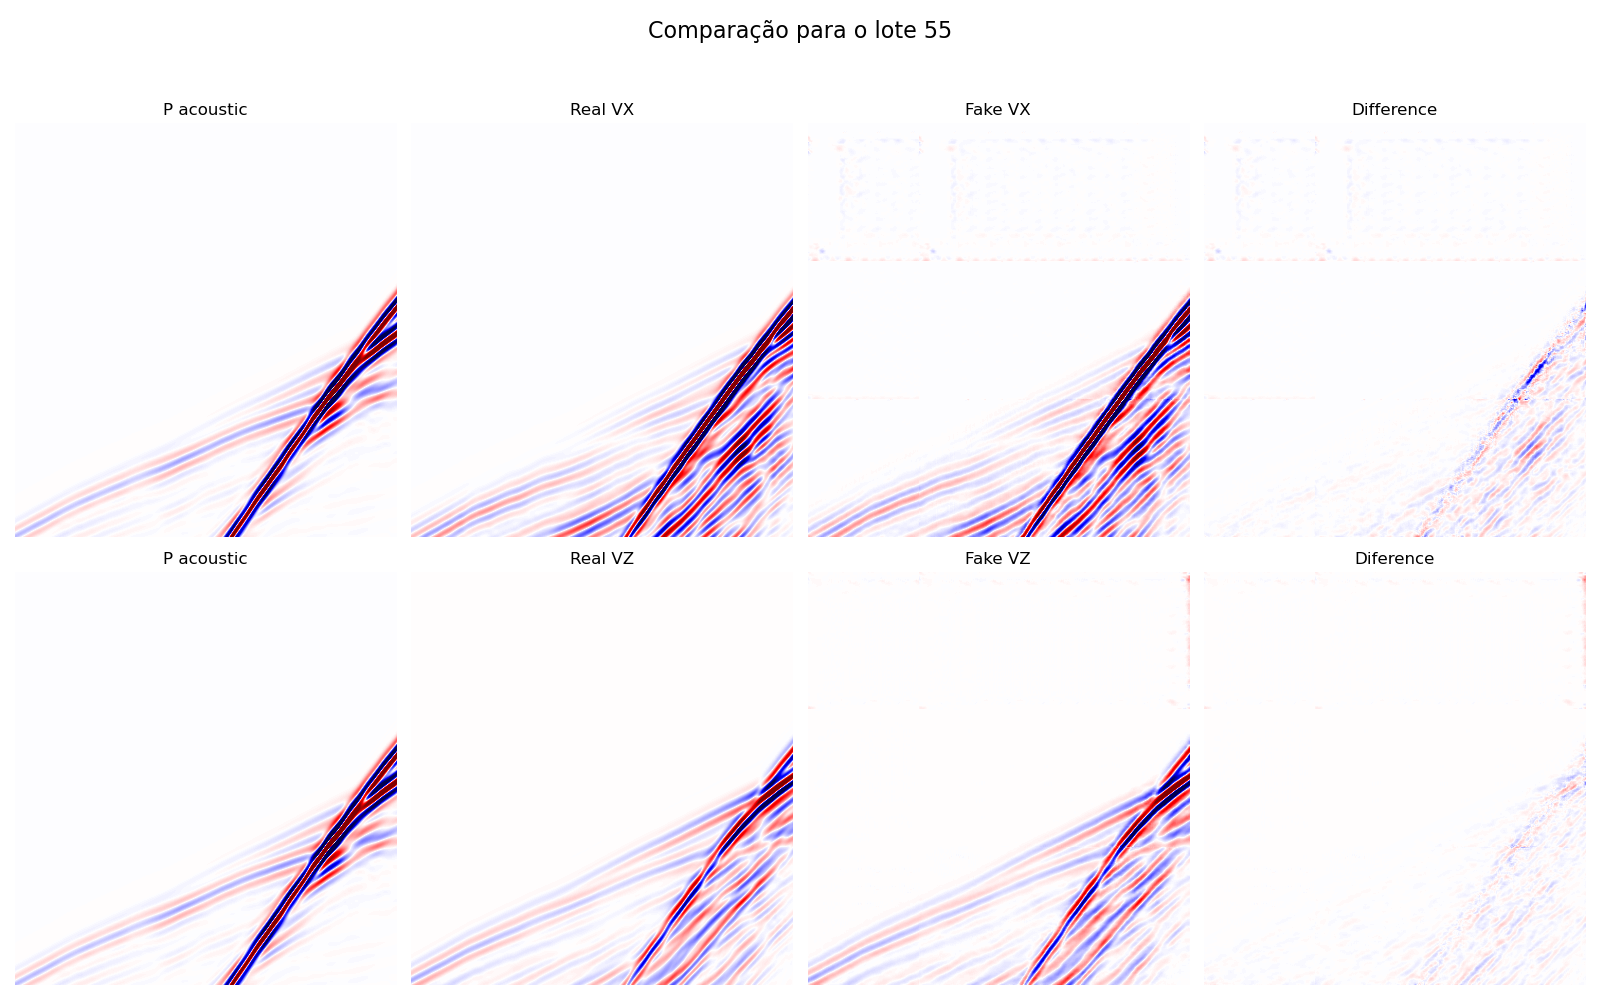 Comparação para o lote 55
P acoustic
Real VX
Fake VX
Difference
P acoustic
Real VZ
Fake VZ
Diference